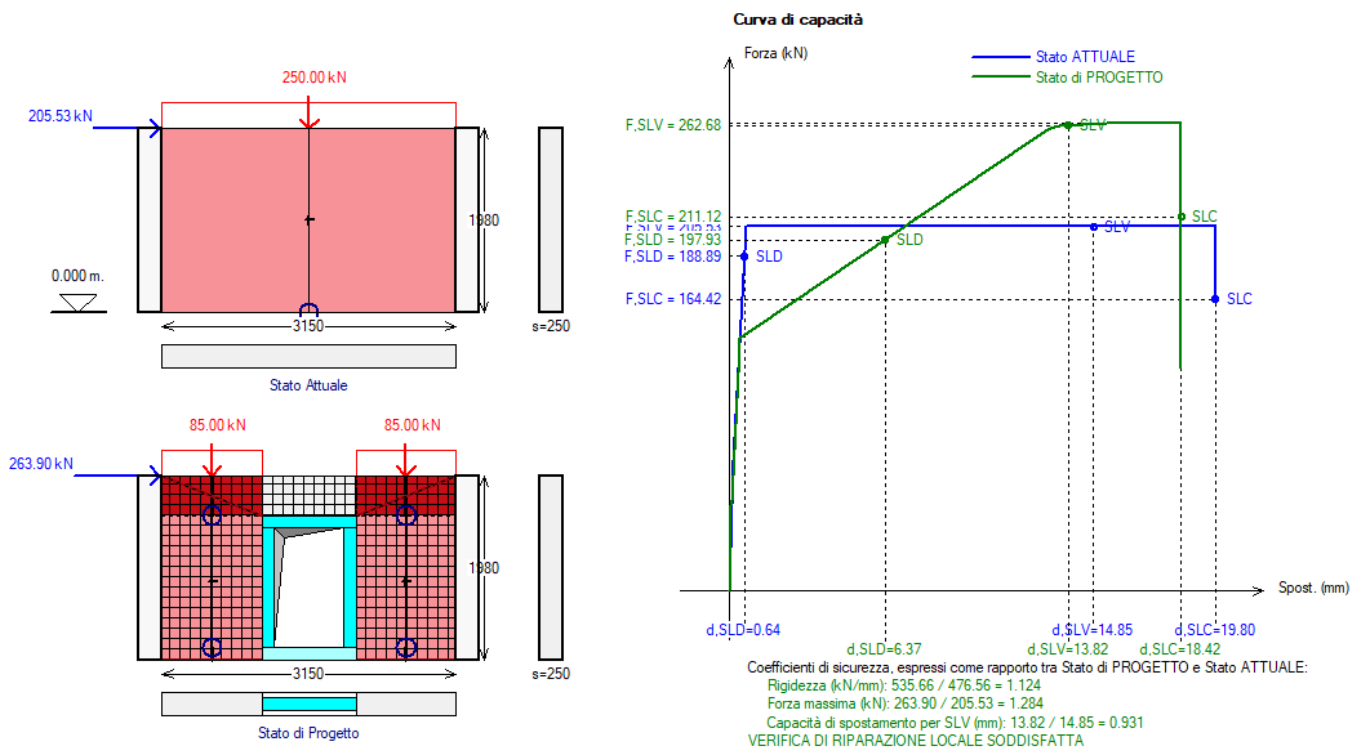 Curva di capacità
Forza (kN)
Stato ATTUALE
Stato di PROGETTO
250.00 kN
205.53 kN
1980
0.000 m.
3150
s=250
Stato Attuale
85.00 kN
85.00 kN
263.90 kN
1980
3150
s=250
Stato di Progetto
F,SLV = 262.68
SLV
F,SLC = 211.12
SLC
F,SLV = 205.53
SLV
F,SLD = 197.93
SLD
F,SLD = 188.89
SLD
F,SLC = 164.42
SLC
Spost. (mm)
d,SLD=0.64
d,SLV=14.85
d,SLC=19.80
d,SLD=6.37
d,SLV=13.82
d,SLC=18.42
Coefficienti di sicurezza, espressi come rapporto tra Stato di PROGETTO e Stato ATTUALE:
Rigidezza (kN/mm): 535.66 / 476.56 = 1.124
Forza massima (kN): 263.90 / 205.53 = 1.284
Capacità di spostamento per SLV (mm): 13.82 / 14.85 = 0.931
VERIFICA DI RIPARAZIONE LOCALE SODDISFATTA